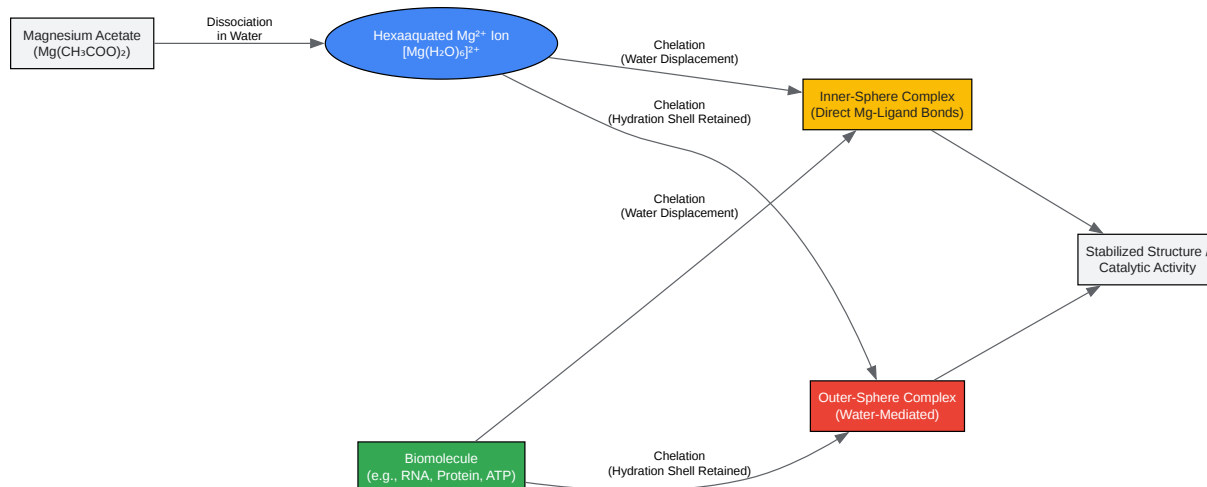 Magnesium Acetate
(Mg(CH₃COO)₂)
Dissociation
in Water
Hexaaquated Mg²⁺ Ion
[Mg(H₂O)₆]²⁺
Chelation
(Water Displacement)
Inner-Sphere Complex
(Direct Mg-Ligand Bonds)
Chelation
(Hydration Shell Retained)
Chelation
(Water Displacement)
Stabilized Structure /
Catalytic Activity
Outer-Sphere Complex
(Water-Mediated)
Biomolecule
(e.g., RNA, Protein, ATP)
Chelation
(Hydration Shell Retained)